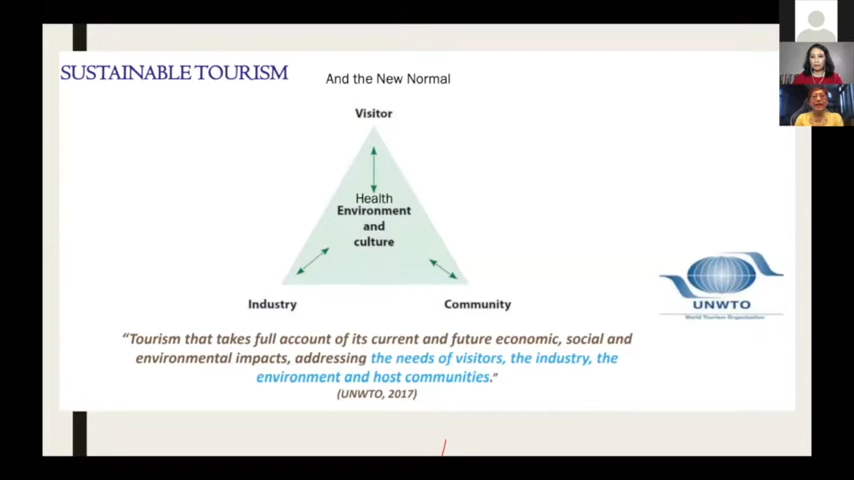 SUSTAINABLE TOURISM
And the New Normal
Visitor
Health
Environment
and
culture
Industry
Community
UNWTO
World Tourism Organization
“Tourism that takes full account of its current and future economic, social and
environmental impacts, addressing the needs of visitors, the industry, the
environment and host communities.”
(UNWTO, 2017)